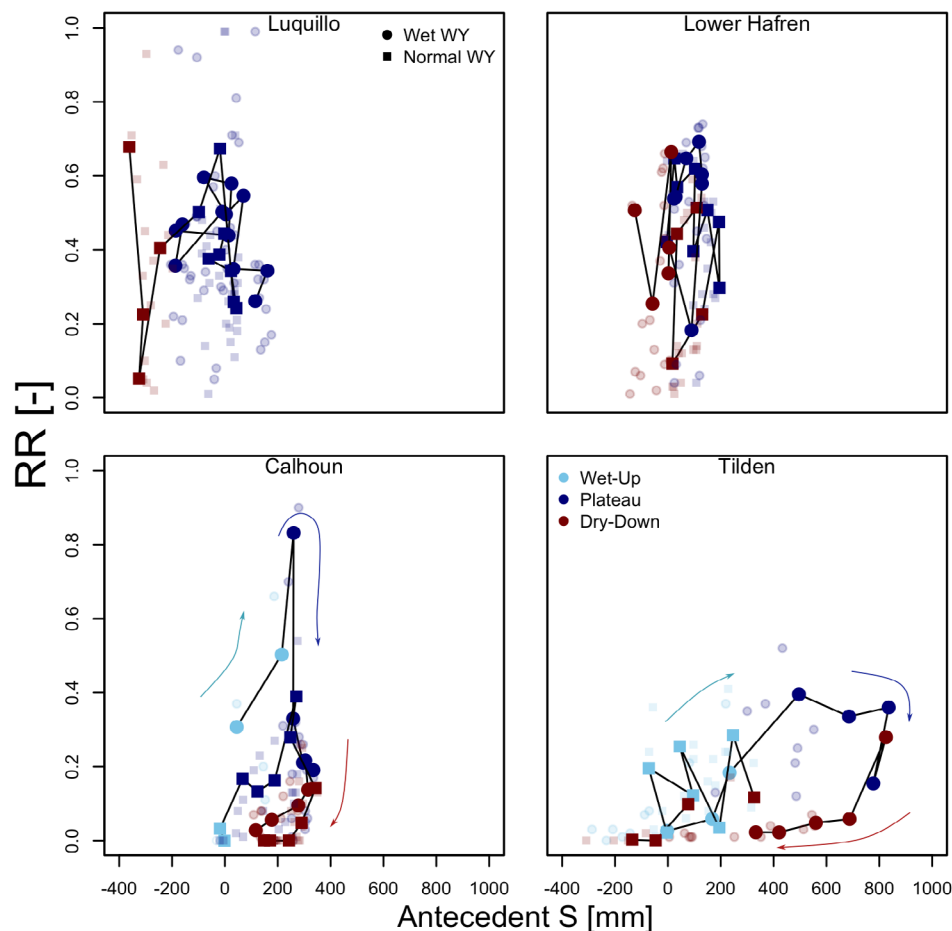 Luquillo
Wet WY
Normal WY
Lower Hafren
1.0
0.8
0.6
0.4
0.2
0.0
RR [-]
Calhoun
Tilden
Wet-Up
Plateau
Dry-Down
1.0
0.8
0.6
0.4
0.2
0.0
-400 -200 0 200 400 600 800 1000
-400 -200 0 200 400 600 800 1000
Antecedent S [mm]